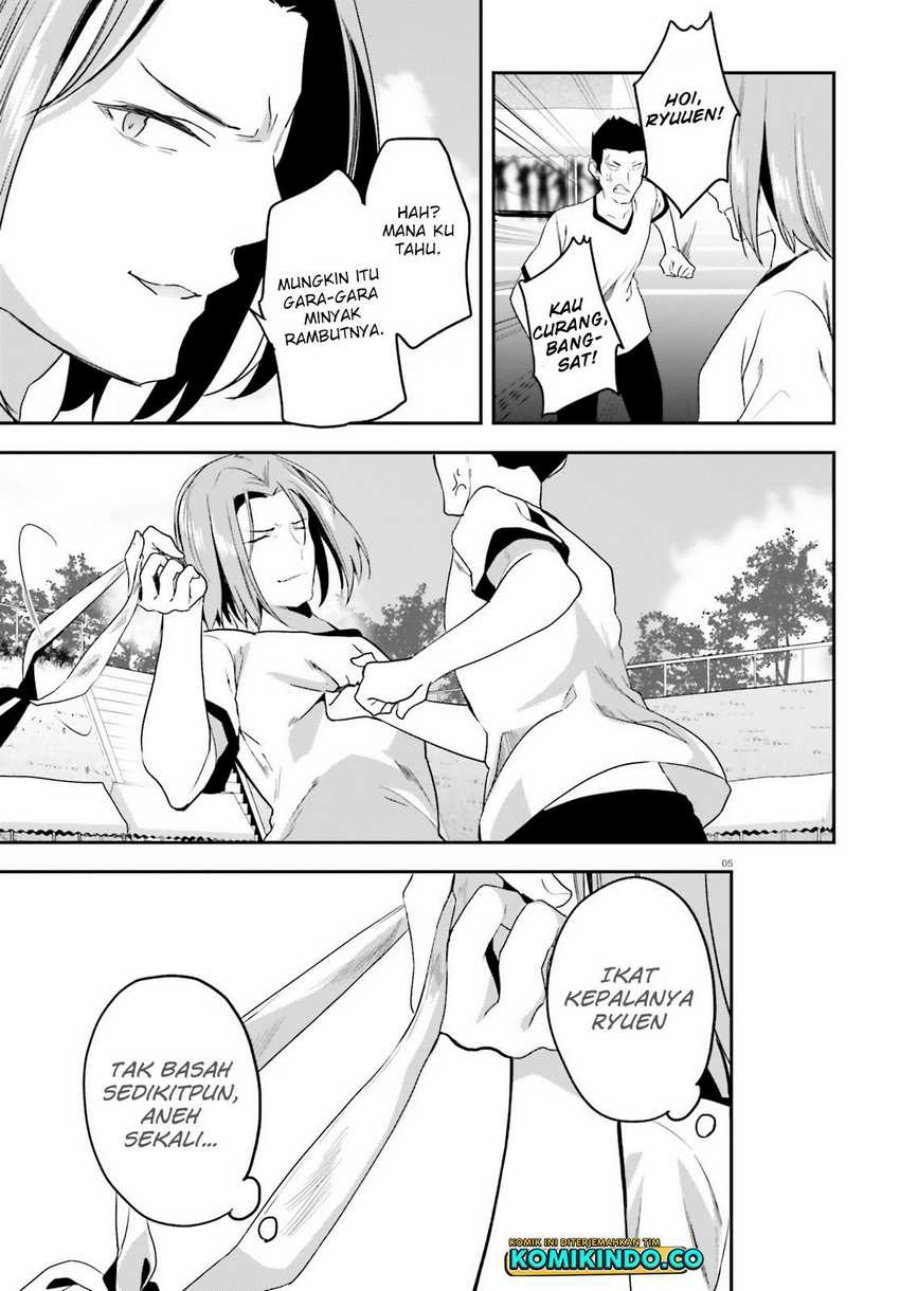 HOI,
RYUUEN!
KAU
CURANG,
BANG-
SAT!
HAH?
MANA KU
TAHU.
MUNGKIN ITU
GARA-GARA
MINYAK
RAMBUTNYA.
05
IKAT
KEPALANYA
RYUEN
TAK BASAH
SEDIKITPUN,
ANEH
SEKALI...
KOMIK INI DITERJEMAHKAN TIM
KOMIKINDO.CO